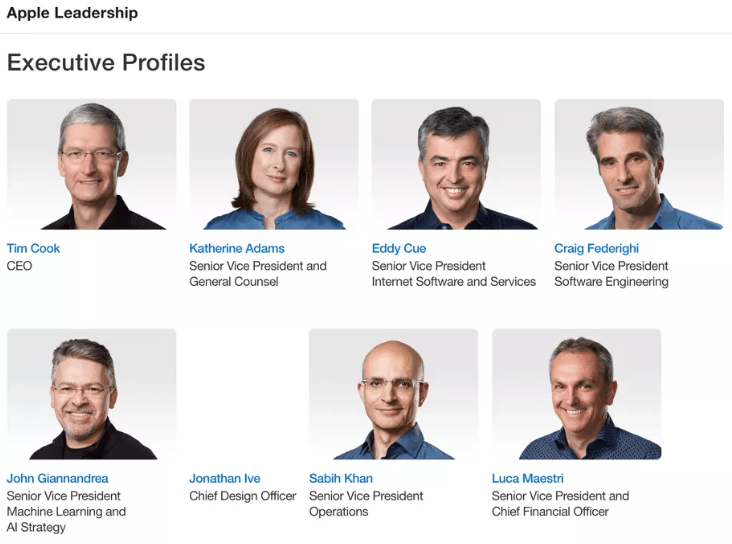 Apple Leadership
Executive Profiles
Tim Cook
CEO
Katherine Adams
Senior Vice President and
General Counsel
Eddy Cue
Senior Vice President
Internet Software and Services
Craig Federighi
Senior Vice President
Software Engineering
John Giannandrea
Senior Vice President
Machine Learning and
AI Strategy
Jonathan Ive
Chief Design Officer
Sabih Khan
Senior Vice President
Operations
Luca Maestri
Senior Vice President and
Chief Financial Officer